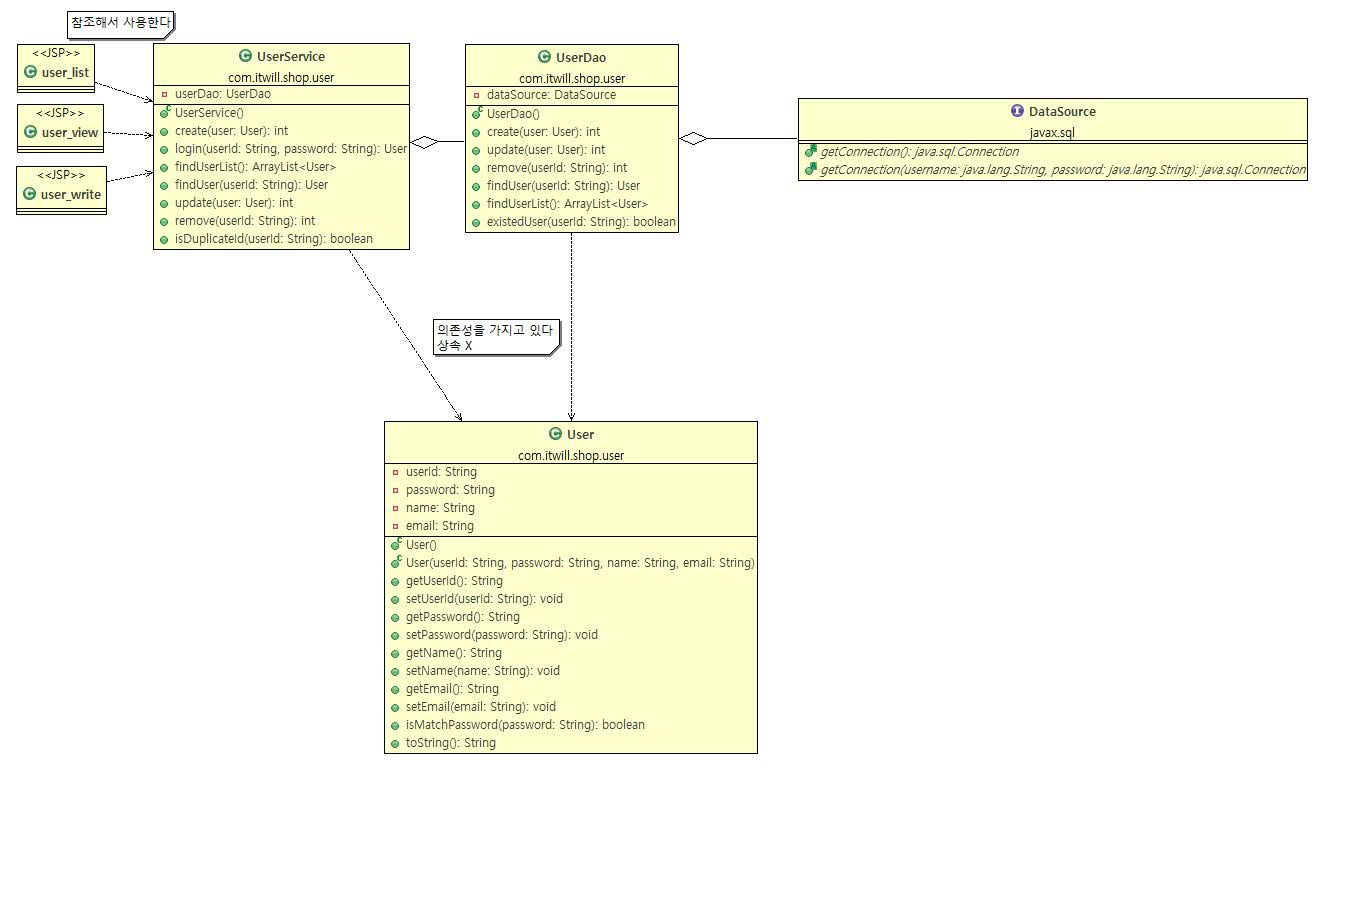 참조해서 사용한다
<<JSP>>
user_list
<<JSP>>
user_view
<<JSP>>
user_write
UserService
com.itwill.shop.user
userDao: UserDao
UserService()
create(user: User): int
login(userId: String, password: String): User
findUserList(): ArrayList<User>
findUser(userId: String): User
update(user: User): int
remove(userId: String): int
isDuplicateId(userId: String): boolean
UserDao
com.itwill.shop.user
dataSource: DataSource
UserDao()
create(user: User): int
update(user: User): int
remove(userId: String): int
findUser(userId: String): User
findUserList(): ArrayList<User>
existedUser(userId: String): boolean
DataSource
javax.sql
getConnection(): java.sql.Connection
getConnection(username: java.lang.String, password: java.lang.String): java.sql.Connection
의존성을 가지고 있다
상속 X
User
com.itwill.shop.user
userId: String
password: String
name: String
email: String
User()
User(userId: String, password: String, name: String, email: String)
getUserId(): String
setUserId(userId: String): void
getPassword(): String
setPassword(password: String): void
getName(): String
setName(name: String): void
getEmail(): String
setEmail(email: String): void
isMatchPassword(password: String): boolean
toString(): String